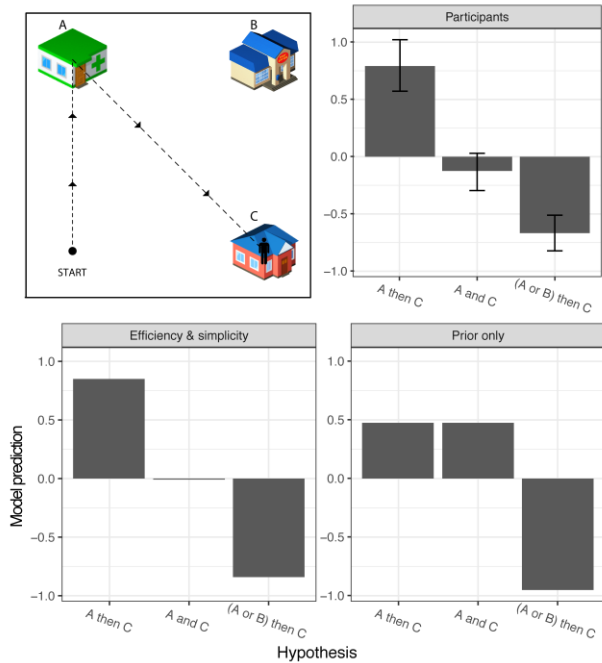 A
B
C
START
Participants
1.0
0.5
0.0
−0.5
−1.0
A then C
A and C
(A or B) then C
Efficiency & simplicity
1.0
0.5
0.0
−0.5
−1.0
A then C
A and C
(A or B) then C
Prior only
1.0
0.5
0.0
−0.5
−1.0
A then C
A and C
(A or B) then C
Model prediction
Hypothesis